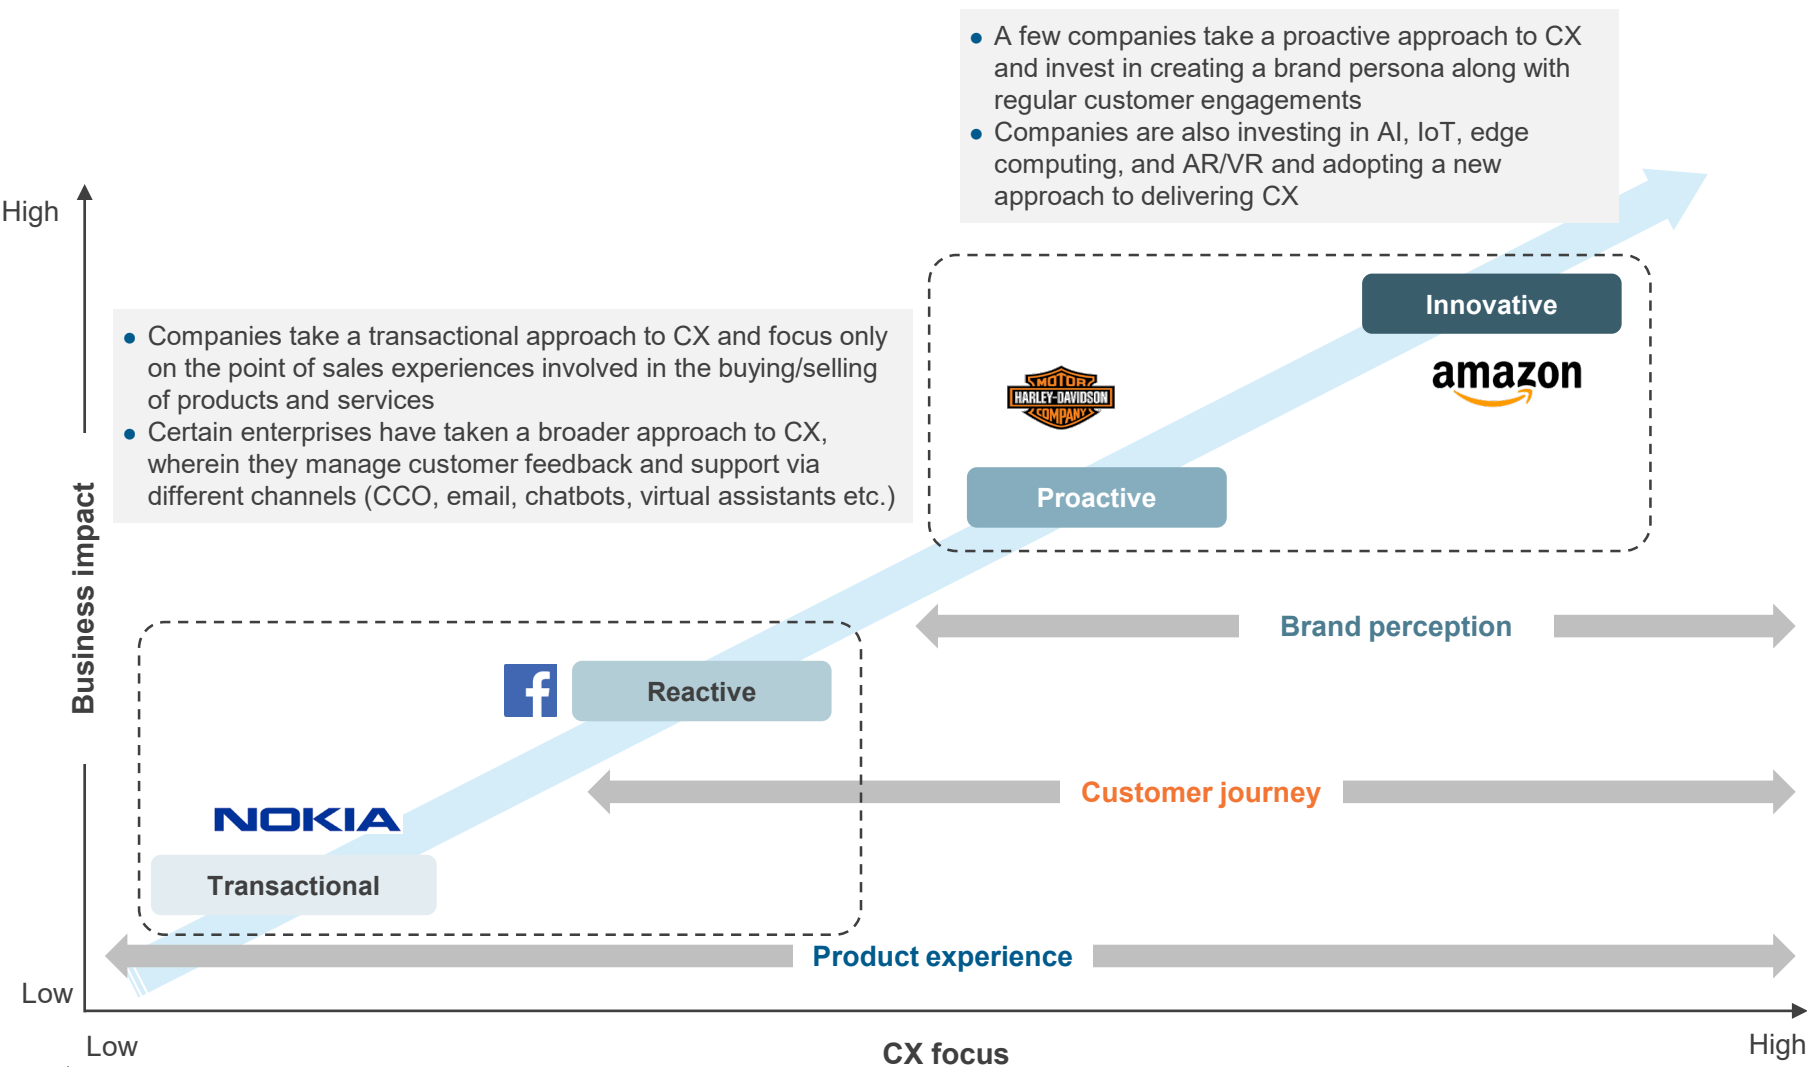 ● A few companies take a proactive approach to CX
and invest in creating a brand persona along with
regular customer engagements
● Companies are also investing in AI, IoT, edge
computing, and AR/VR and adopting a new
approach to delivering CX
High
Innovative
● Companies take a transactional approach to CX and focus only
on the point of sales experiences involved in the buying/selling
of products and services
● Certain enterprises have taken a broader approach to CX,
wherein they manage customer feedback and support via
different channels (CCO, email, chatbots, virtual assistants etc.)
MOTOR
HARLEY-DAVIDSON
COMPANY
amazon
Proactive
Business impact
Brand perception
f
Reactive
Customer journey
NOKIA
Transactional
Product experience
Low
Low
CX focus
High